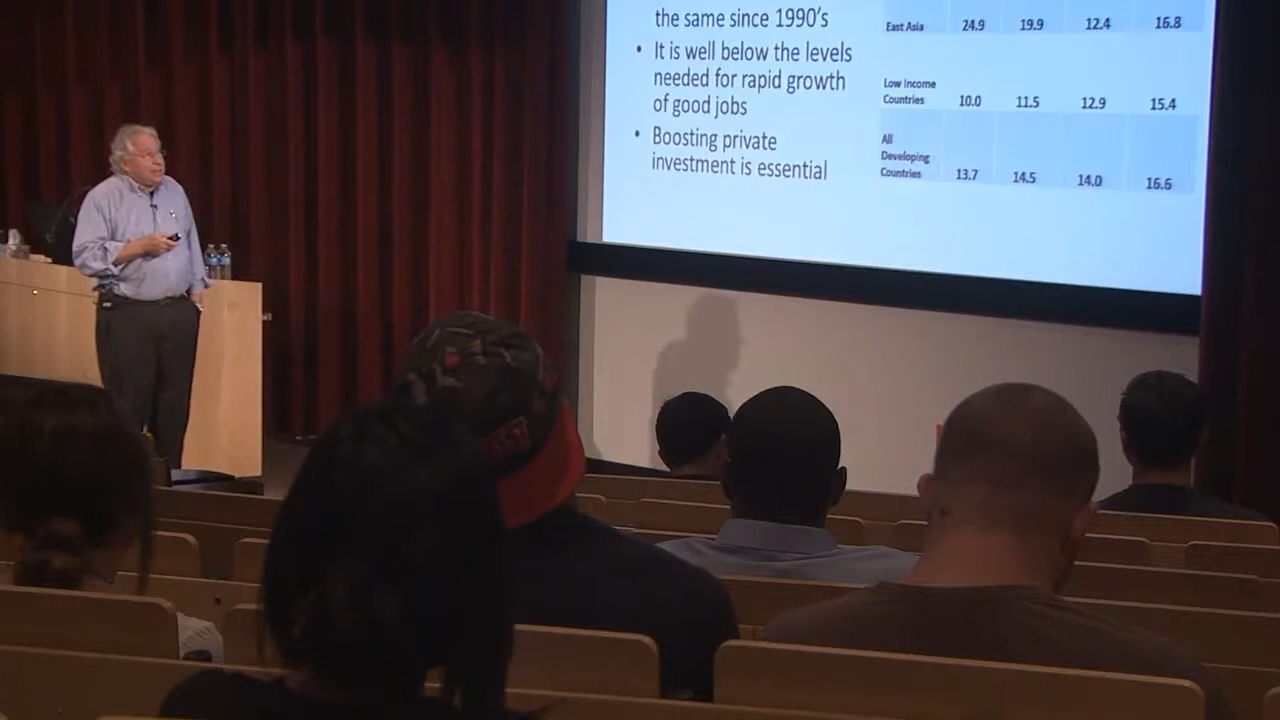 the same since 1990's
• It is well below the levels
needed for rapid growth
of good jobs
• Boosting private
investment is essential
East Asia 24.9 19.9 12.4 16.8
Low Income
Countries 10.0 11.5 12.9 15.4
All
Developing
Countries 13.7 14.5 14.0 16.6